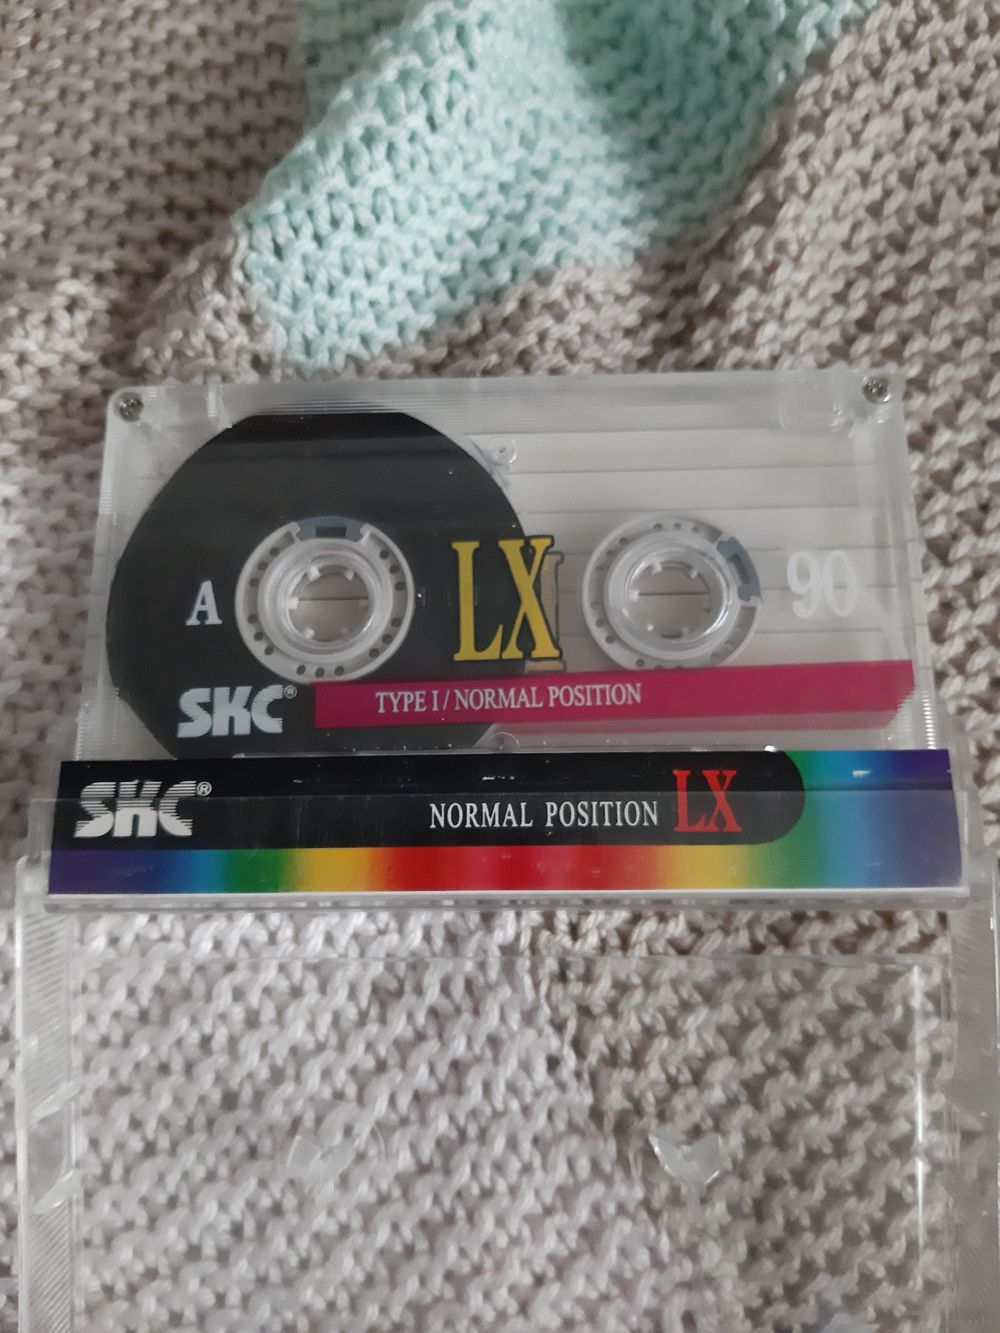 A
LX
90
SKC®
TYPE I / NORMAL POSITION
SKC®
NORMAL POSITION LX